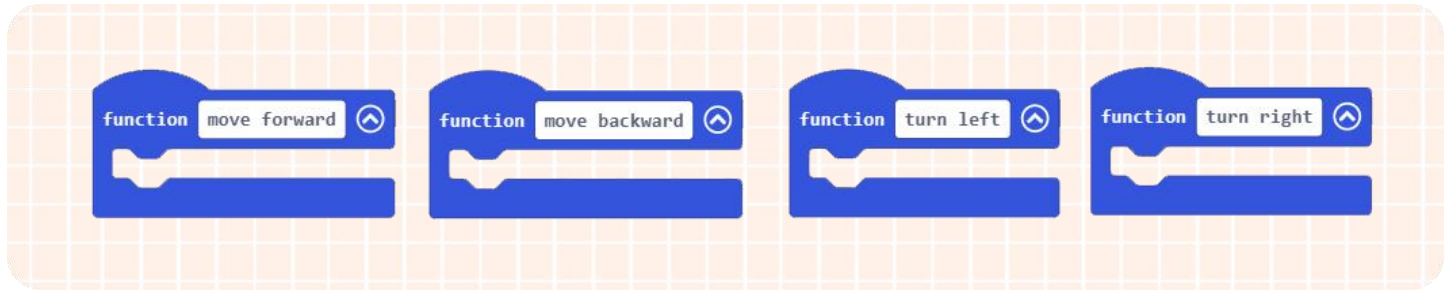 function move forward
function move backward
function turn left
function turn right